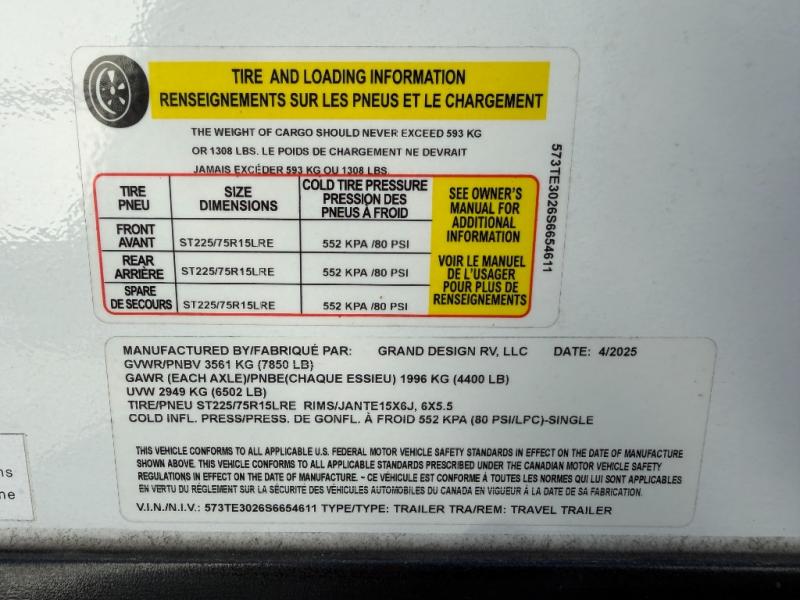 TIRE AND LOADING INFORMATION
RENSEIGNEMENTS SUR LES PNEUS ET LE CHARGEMENT
THE WEIGHT OF CARGO SHOULD NEVER EXCEED 593 KG
OR 1308 LBS. LE POIDS DE CHARGEMENT NE DEVRAIT
JAMAIS EXCÉDER 593 KG OU 1308 LBS.
TIRE
PNEU
SIZE
DIMENSIONS
COLD TIRE PRESSURE
PRESSION DES
PNEUS À FROID
FRONT
AVANT
ST225/75R15LRE
552 KPA /80 PSI
REAR
ARRIÈRE
ST225/75R15LRE
552 KPA /80 PSI
SPARE
DE SECOURS
ST225/75R15LRE
552 KPA /80 PSI
SEE OWNER'S
MANUAL FOR
ADDITIONAL
INFORMATION
VOIR LE MANUEL
DE L'USAGER
POUR PLUS DE
RENSEIGNEMENTS
573TE3026S6654611
MANUFACTURED BY/FABRIQUÉ PAR: GRAND DESIGN RV, LLC DATE: 4/2025
GVWR/PNBV 3561 KG (7850 LB)
GAWR (EACH AXLE)/PNBE(CHAQUE ESSIEU) 1996 KG (4400 LB)
UVW 2949 KG (6502 LB)
TIRE/PNEU ST225/75R15LRE RIMS/JANTE15X6J, 6X5.5
COLD INFL. PRESS/PRESS. DE GONFL. À FROID 552 KPA (80 PSI/LPC)-SINGLE
THIS VEHICLE CONFORMS TO ALL APPLICABLE U.S. FEDERAL MOTOR VEHICLE SAFETY STANDARDS IN EFFECT ON THE DATE OF MANUFACTURE
SHOWN ABOVE. THIS VEHICLE CONFORMS TO ALL APPLICABLE STANDARDS PRESCRIBED UNDER THE CANADIAN MOTOR VEHICLE SAFETY
REGULATIONS IN EFFECT ON THE DATE OF MANUFACTURE. - CE VÉHICULE EST CONFORME À TOUTES LES NORMES QUI LUI SONT APPLICABLES
EN VERTU DU RÈGLEMENT SUR LA SÉCURITÉ DES VÉHICULES AUTOMOBILES DU CANADA EN VIGUEUR À LA DATE DE SA FABRICATION.
V.I.N./N.I.V.: 573TE3026S6654611 TYPE/TYPE: TRAILER TRA/REM: TRAVEL TRAILER